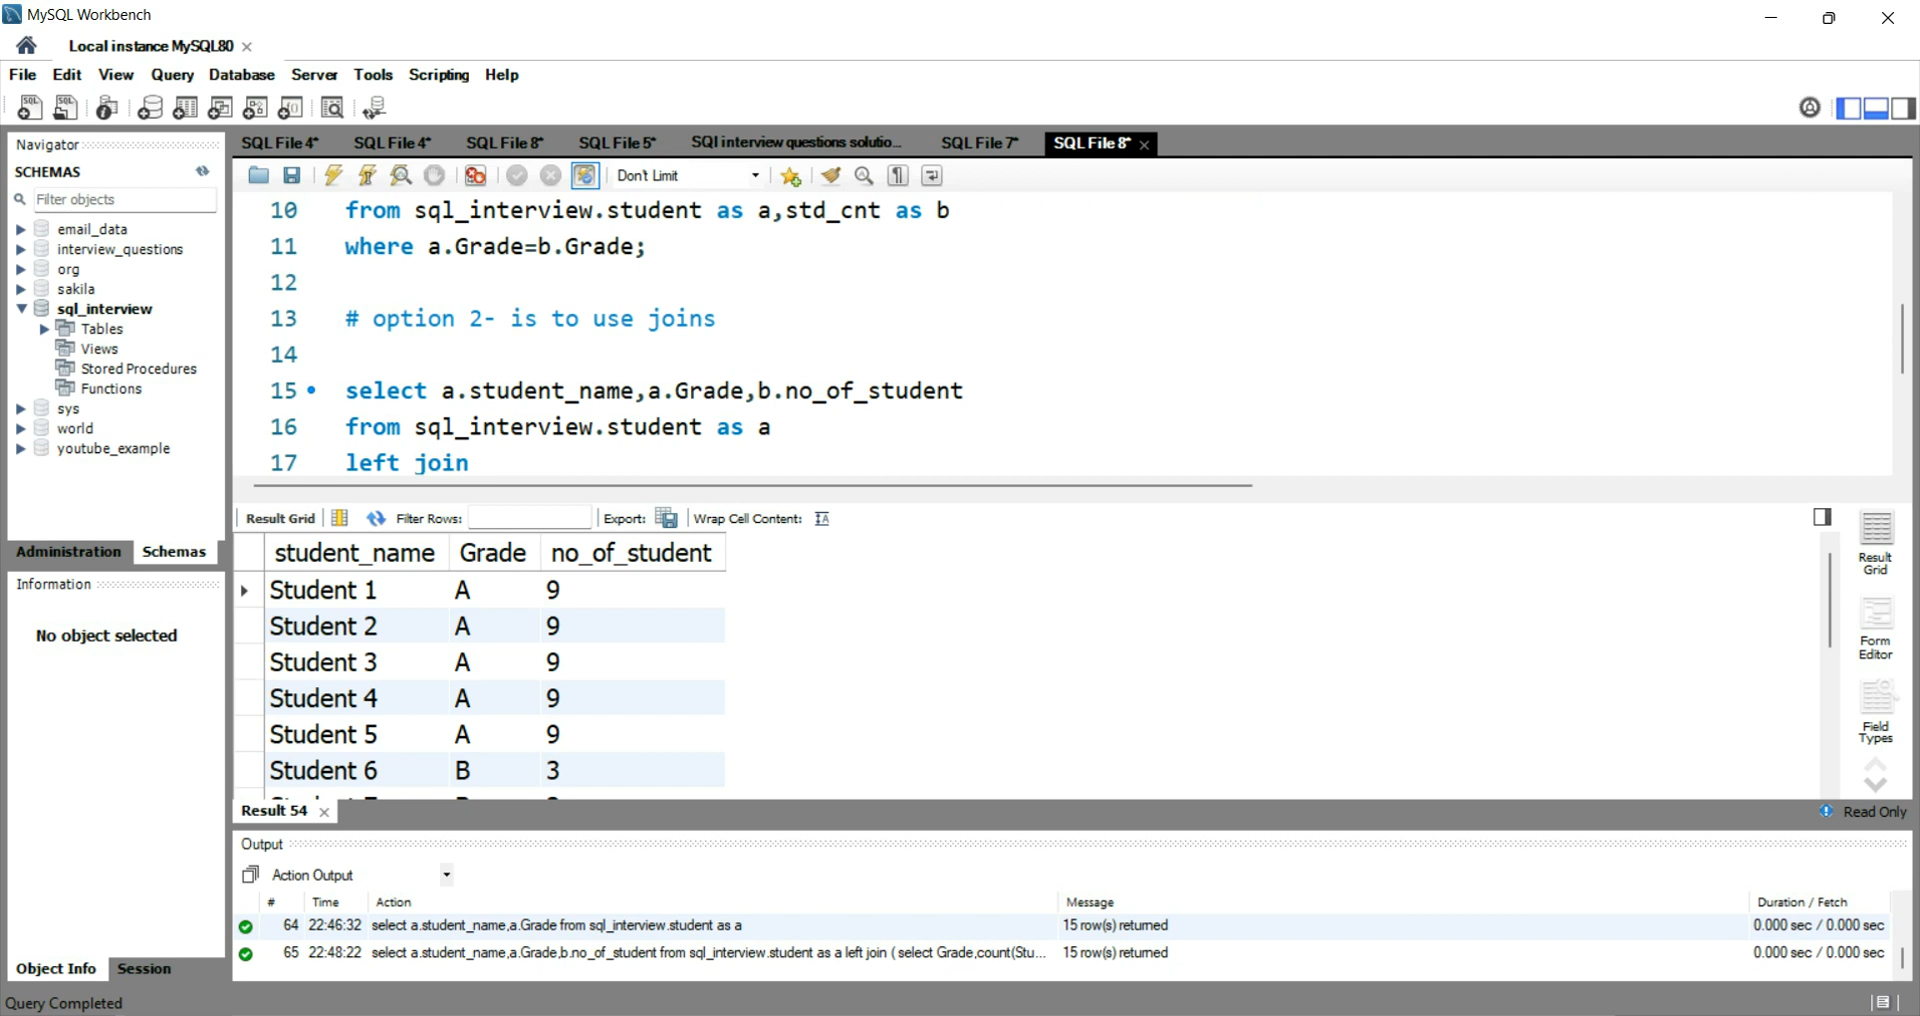 MySQL Workbench
Local instance MySQL80
File Edit View Query Database Server Tools Scripting Help
Navigator
SCHEMAS
Filter objects
email_data
interview_questions
org
sakila
sql_interview
Tables
Views
Stored Procedures
Functions
sys
world
youtube_example
Administration Schemas
Information
No object selected
Object Info Session
Query Completed
SQL File 4* SQL File 4* SQL File 8* SQL File 5* SQl interview questions solutio... SQL File 7* SQL File 8*
Don't Limit
10 from sql_interview.student as a,std_cnt as b
11 where a.Grade=b.Grade;
12
13 # option 2- is to use joins
14
15 select a.student_name,a.Grade,b.no_of_student
16 from sql_interview.student as a
17 left join
Result Grid Filter Rows: Export: Wrap Cell Content:
student_name Grade no_of_student
Student 1 A 9
Student 2 A 9
Student 3 A 9
Student 4 A 9
Student 5 A 9
Student 6 B 3
Result Grid
Form Editor
Field Types
Result 54
Read Only
Output
Action Output
# Time Action Message Duration / Fetch
64 22:46:32 select a.student_name,a.Grade from sql_interview.student as a 15 row(s) returned 0.000 sec / 0.000 sec
65 22:48:22 select a.student_name,a.Grade,b.no_of_student from sql_interview.student as a left join ( select Grade,count(Stu... 15 row(s) returned 0.000 sec / 0.000 sec